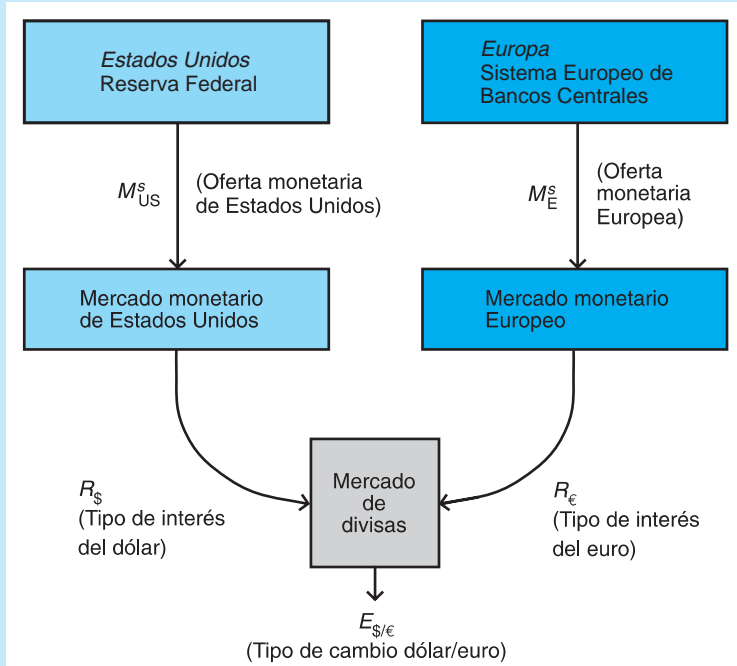 Estados Unidos
Reserva Federal
Europa
Sistema Europeo de
Bancos Centrales
M^s_US
(Oferta monetaria
de Estados Unidos)
M^s_E
(Oferta
monetaria
Europea)
Mercado monetario
de Estados Unidos
Mercado monetario
Europeo
R_$
(Tipo de interés
del dólar)
Mercado
de
divisas
R_€
(Tipo de interés
del euro)
E_$/€
(Tipo de cambio dólar/euro)